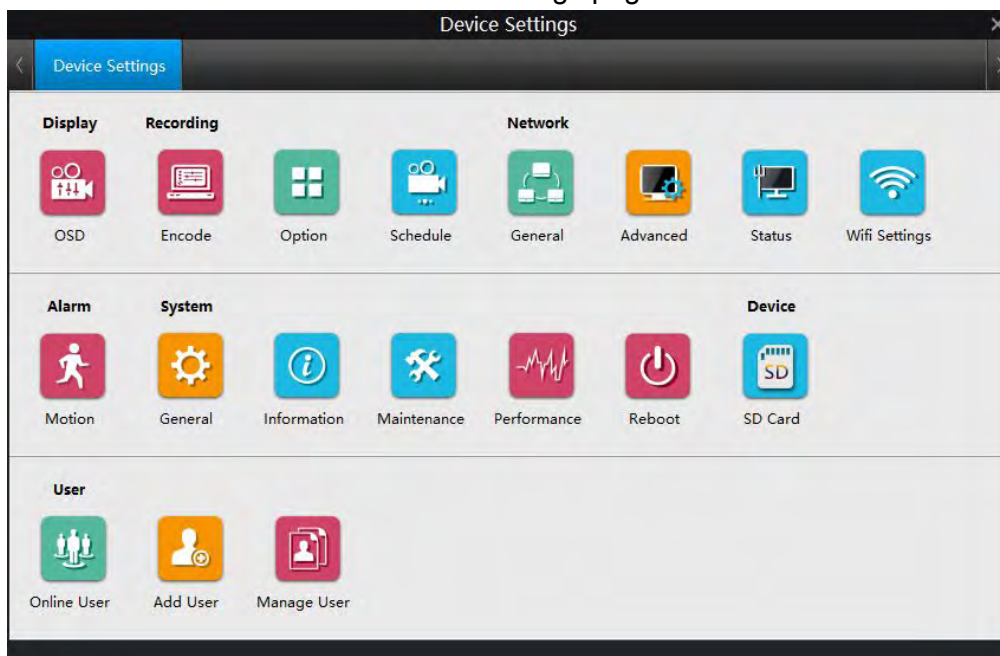 Device Settings
Device Settings
Display Recording Network
OSD Encode Option Schedule General Advanced Status Wifi Settings
Alarm System Device
SD
Motion General Information Maintenance Performance Reboot SD Card
User
Online User Add User Manage User